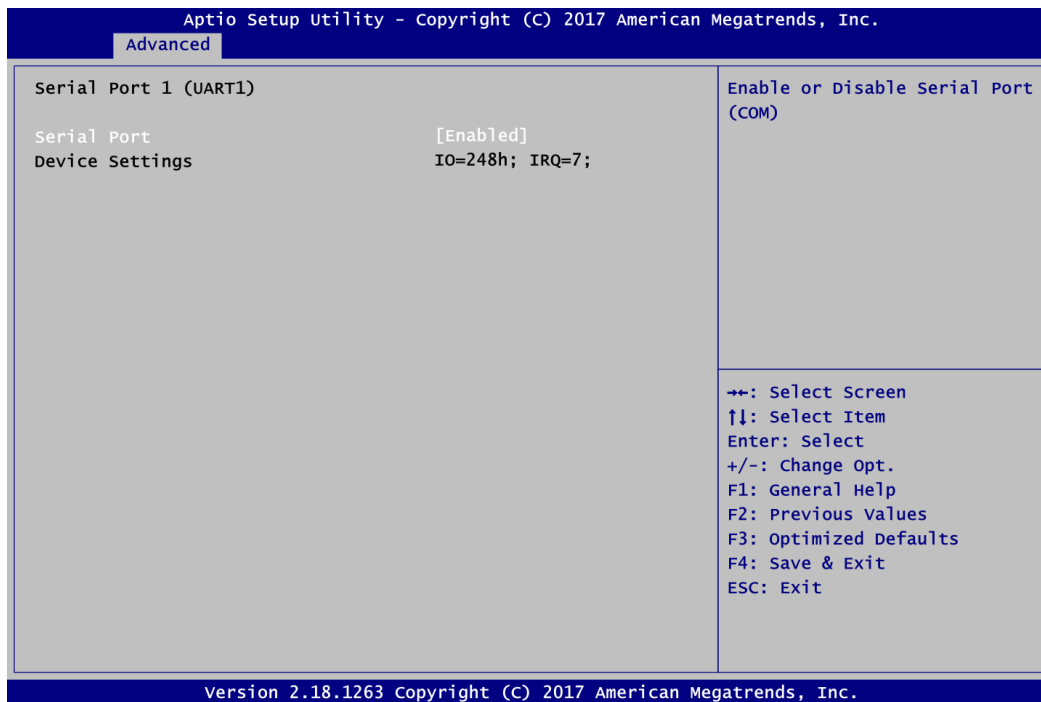 Aptio Setup Utility - Copyright (C) 2017 American Megatrends, Inc.
Advanced
Serial Port 1 (UART1)
Serial Port [Enabled]
Device Settings IO=248h; IRQ=7;
Enable or Disable Serial Port
(COM)
→←: Select Screen
↑↓: Select Item
Enter: Select
+/-: Change Opt.
F1: General Help
F2: Previous Values
F3: Optimized Defaults
F4: Save & Exit
ESC: Exit
Version 2.18.1263 Copyright (C) 2017 American Megatrends, Inc.